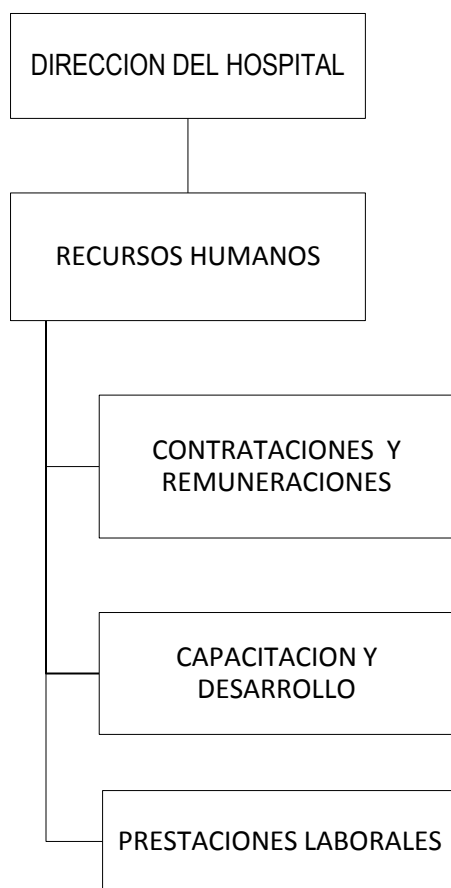 DIRECCION DEL HOSPITAL
RECURSOS HUMANOS
CONTRATACIONES Y
REMUNERACIONES
CAPACITACION Y
DESARROLLO
PRESTACIONES LABORALES